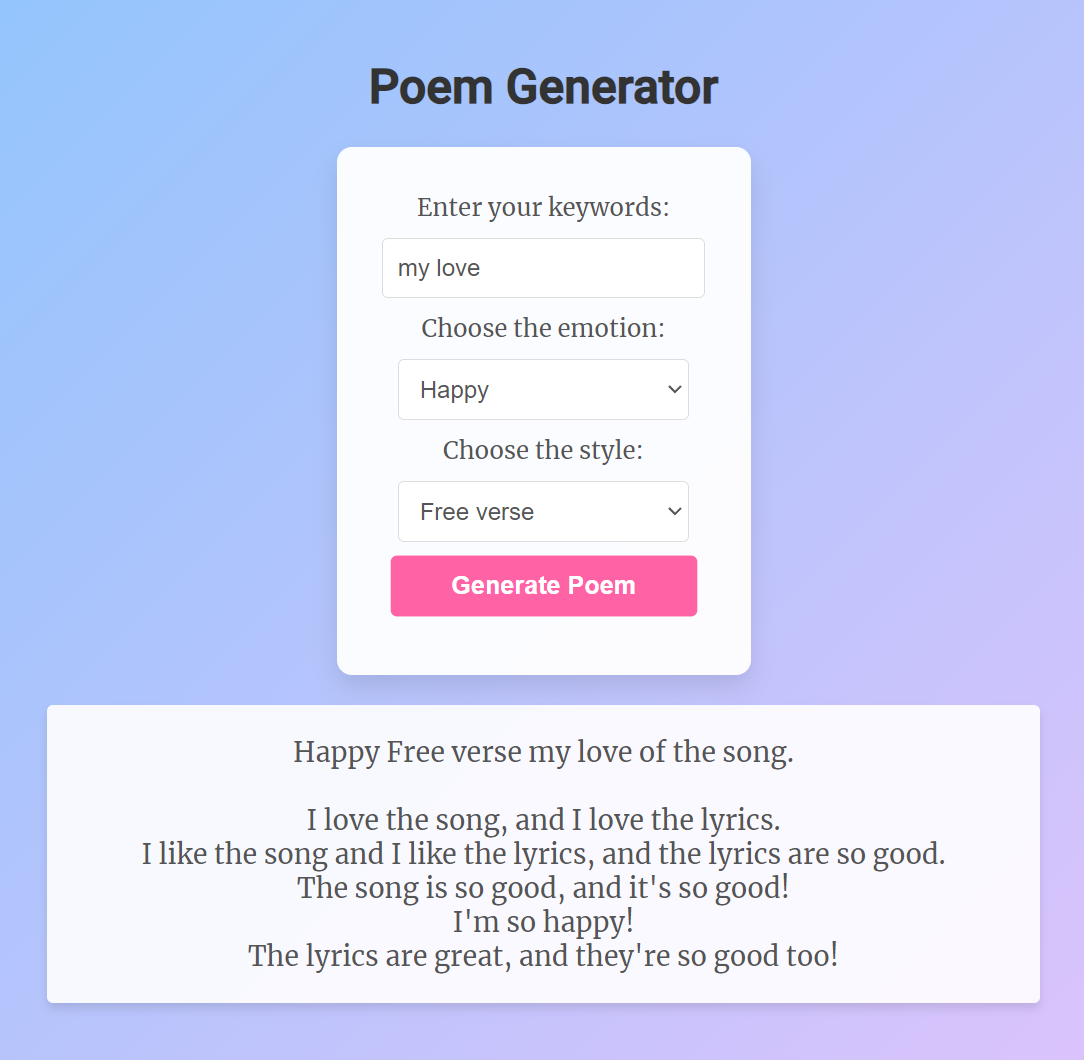 Poem Generator
Enter your keywords:
my love
Choose the emotion:
Happy
Choose the style:
Free verse
Generate Poem
Happy Free verse my love of the song.
I love the song, and I love the lyrics.
I like the song and I like the lyrics, and the lyrics are so good.
The song is so good, and it's so good!
I'm so happy!
The lyrics are great, and they're so good too!